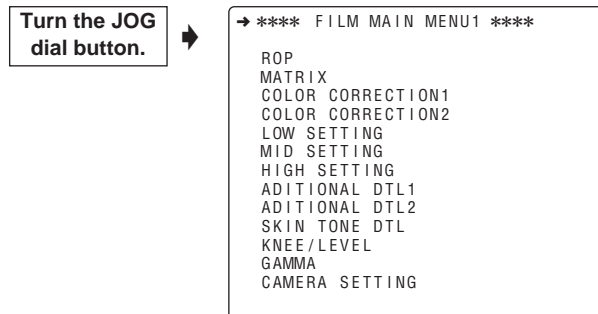 Turn the JOG
dial button.
➔ **** FILM MAIN MENU1 ****
ROP
MATRIX
COLOR CORRECTION1
COLOR CORRECTION2
LOW SETTING
MID SETTING
HIGH SETTING
ADITIONAL DTL1
ADITIONAL DTL2
SKIN TONE DTL
KNEE/LEVEL
GAMMA
CAMERA SETTING